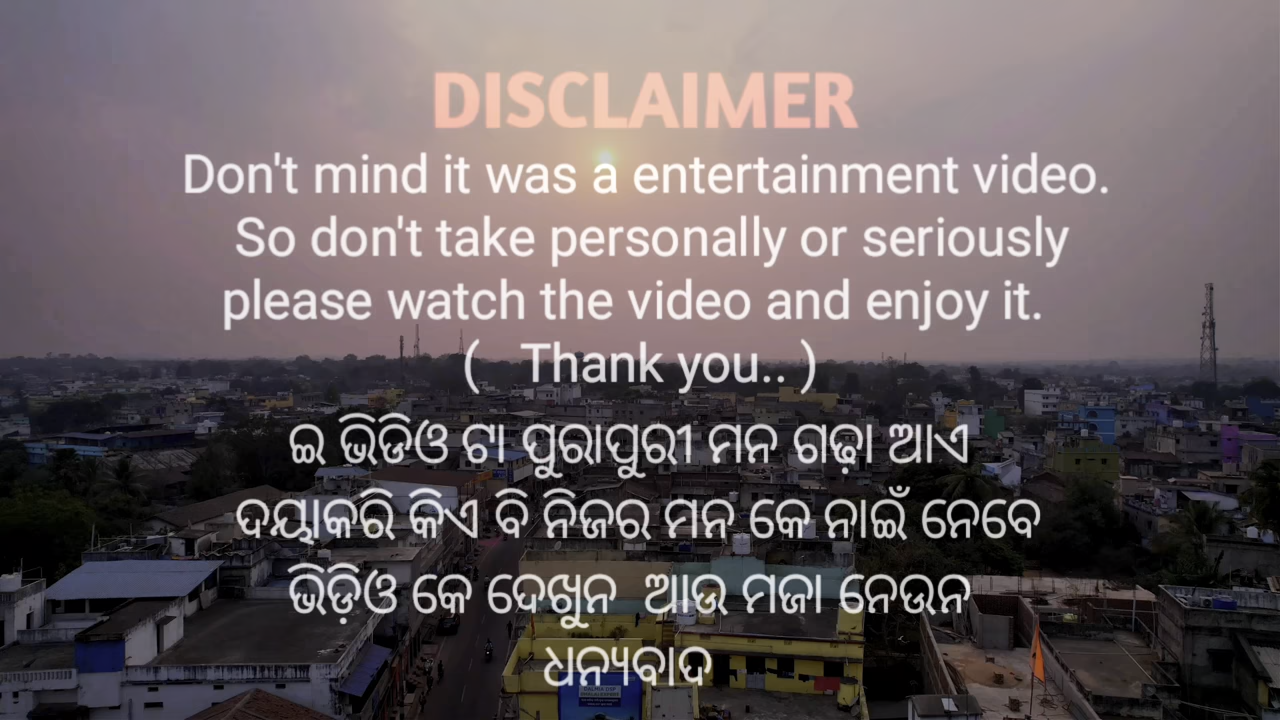 DISCLAIMER
Don't mind it was a entertainment video.
So don't take personally or seriously
please watch the video and enjoy it.
( Thank you.. )
ଇ ଭିଡିଓ ଟା ପୁରାପୁରୀ ମନ ଗଢ଼ା ଆଏ
ଦୟାକରି କିଏ ବି ନିଜର ମନ କେ ନାଇଁ ନେବେ
ଭିଡ଼ିଓ କେ ଦେଖୁନ ଆଉ ମଜା ନେଉନ
ଧନ୍ୟବାଦ